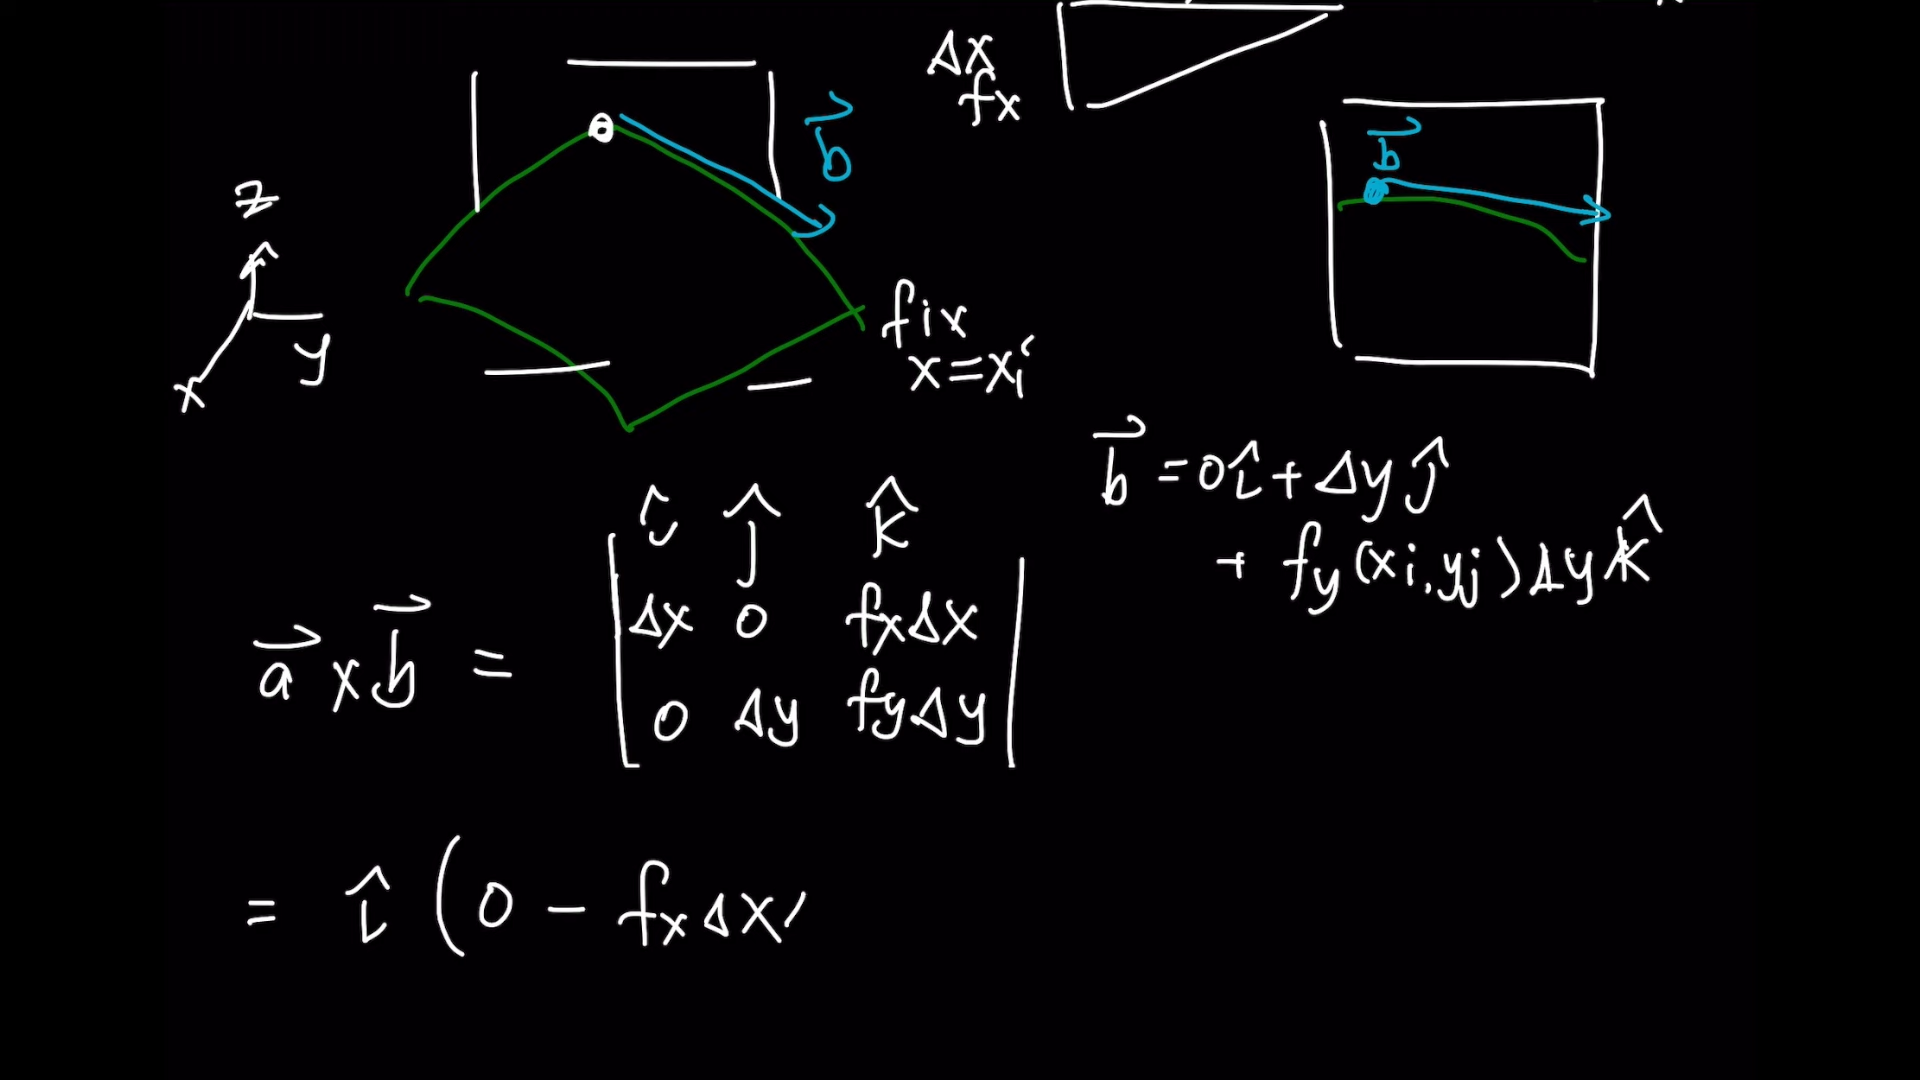 Δx
fx
b⃗
b⃗
z
y
x
fix
x=xi
b⃗ = 0î + Δy ĵ
+ fy(xi,yj)Δy k̂
î ĵ k̂
Δx 0 fxΔx
a⃗ x b⃗ =
0 Δy fyΔy
= î (0 - fxΔx